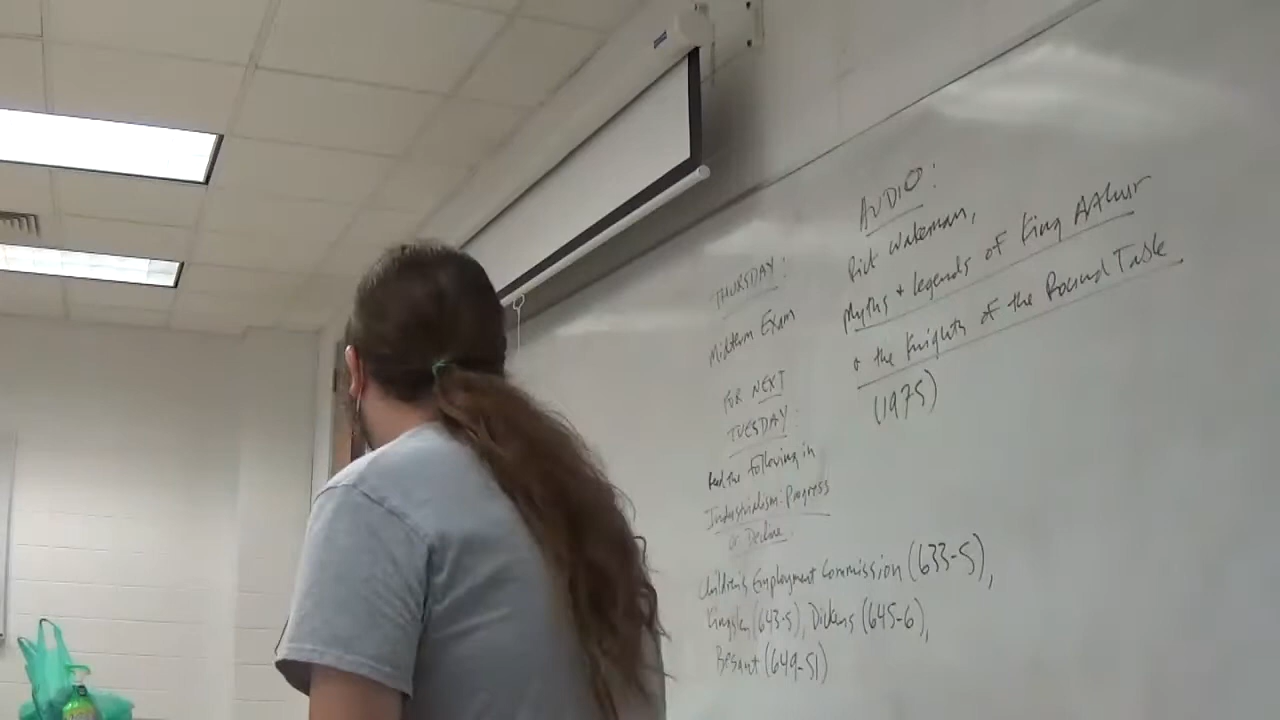 THURSDAY:
Midterm Exam
FOR NEXT
TUESDAY:
Read the following in
Industrialism: Progress
or Decline
Children's Employment Commission (633-5),
Kingsley (643-5), Dickens (645-6),
Besant (649-51)
AUDIO:
Rick Wakeman,
Myths + Legends of King Arthur
+ the Knights of the Round Table
(1975)